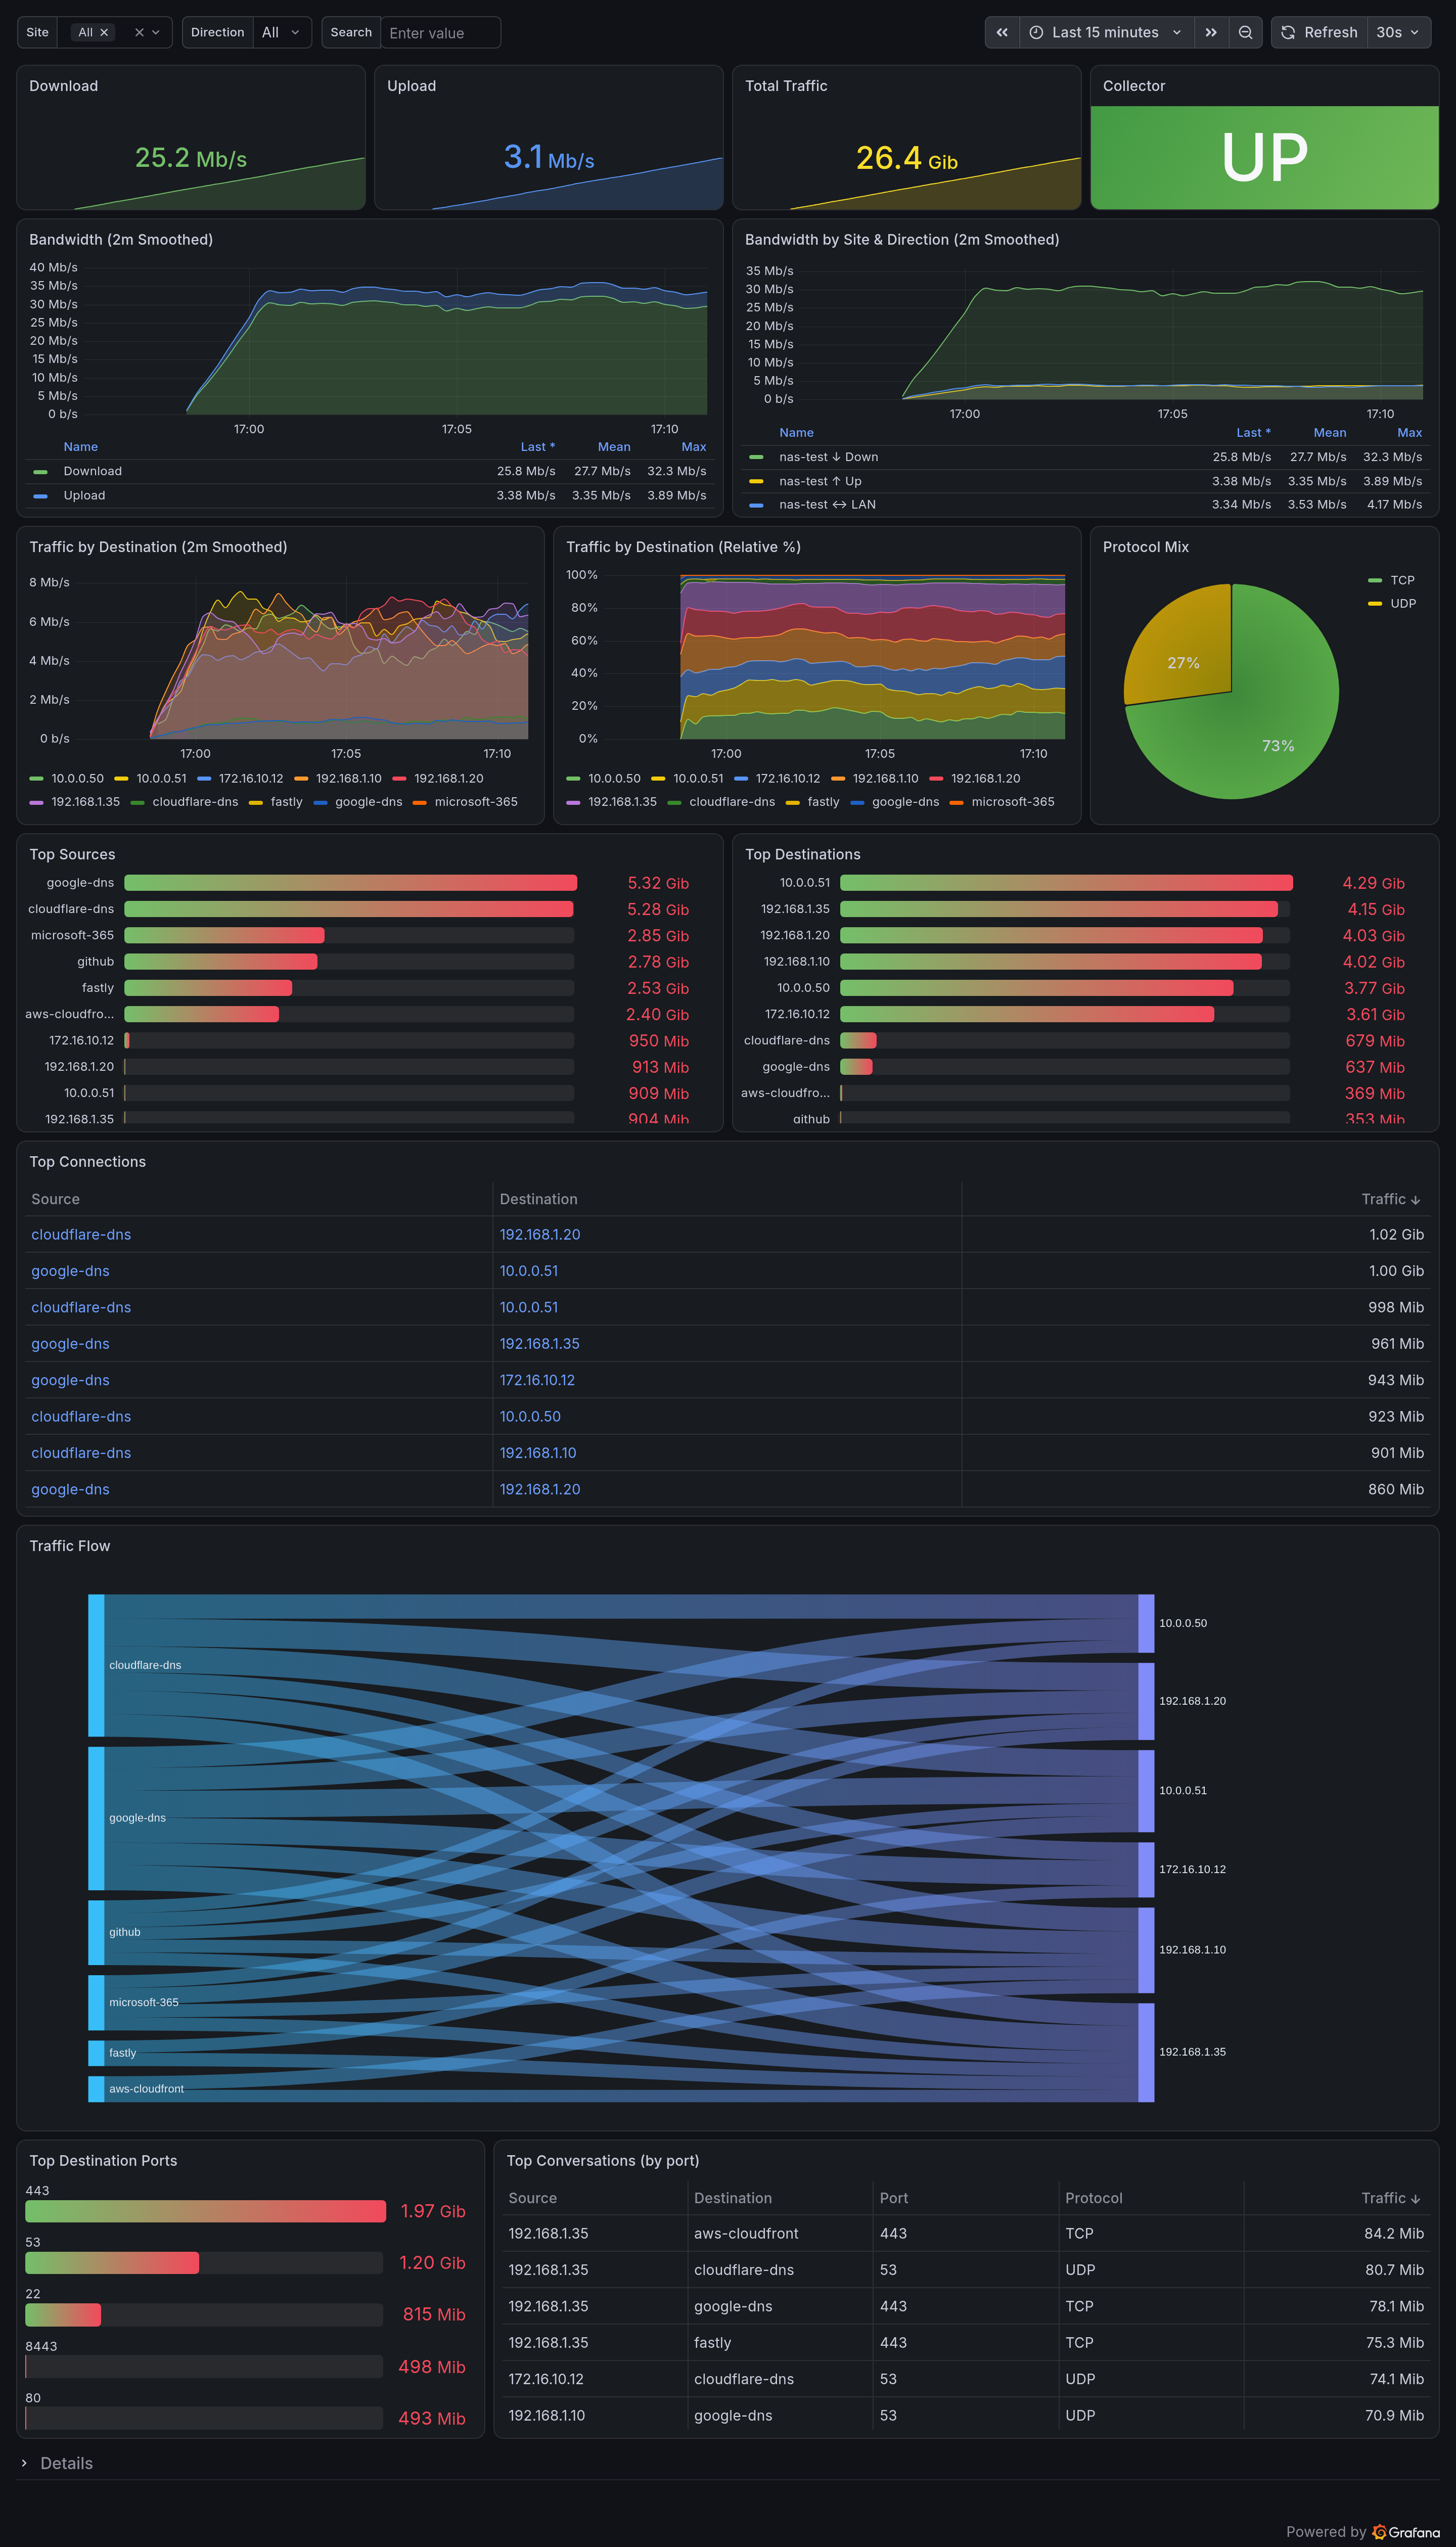 Site All Direction All Search Enter value Last 15 minutes Refresh 30s
Download
25.2 Mb/s
Upload
3.1 Mb/s
Total Traffic
26.4 Gib
Collector
UP
Bandwidth (2m Smoothed)
40 Mb/s
35 Mb/s
30 Mb/s
25 Mb/s
20 Mb/s
15 Mb/s
10 Mb/s
5 Mb/s
0 b/s
17:00 17:05 17:10
Name Last * Mean Max
Download 25.8 Mb/s 27.7 Mb/s 32.3 Mb/s
Upload 3.38 Mb/s 3.35 Mb/s 3.89 Mb/s
Bandwidth by Site & Direction (2m Smoothed)
35 Mb/s
30 Mb/s
25 Mb/s
20 Mb/s
15 Mb/s
10 Mb/s
5 Mb/s
0 b/s
17:00 17:05 17:10
Name Last * Mean Max
nas-test ↓ Down 25.8 Mb/s 27.7 Mb/s 32.3 Mb/s
nas-test ↑ Up 3.38 Mb/s 3.35 Mb/s 3.89 Mb/s
nas-test ↔ LAN 3.34 Mb/s 3.53 Mb/s 4.17 Mb/s
Traffic by Destination (2m Smoothed)
8 Mb/s
6 Mb/s
4 Mb/s
2 Mb/s
0 b/s
17:00 17:05 17:10
10.0.0.50 10.0.0.51 172.16.10.12 192.168.1.10 192.168.1.20
192.168.1.35 cloudflare-dns fastly google-dns microsoft-365
Traffic by Destination (Relative %)
100%
80%
60%
40%
20%
0%
17:00 17:05 17:10
10.0.0.50 10.0.0.51 172.16.10.12 192.168.1.10 192.168.1.20
192.168.1.35 cloudflare-dns fastly google-dns microsoft-365
Protocol Mix
TCP
UDP
27%
73%
Top Sources
google-dns 5.32 Gib
cloudflare-dns 5.28 Gib
microsoft-365 2.85 Gib
github 2.78 Gib
fastly 2.53 Gib
aws-cloudfro... 2.40 Gib
172.16.10.12 950 Mib
192.168.1.20 913 Mib
10.0.0.51 909 Mib
192.168.1.35 904 Mib
Top Destinations
10.0.0.51 4.29 Gib
192.168.1.35 4.15 Gib
192.168.1.20 4.03 Gib
192.168.1.10 4.02 Gib
10.0.0.50 3.77 Gib
172.16.10.12 3.61 Gib
cloudflare-dns 679 Mib
google-dns 637 Mib
aws-cloudfro... 369 Mib
github 353 Mib
Top Connections
Source Destination Traffic ↓
cloudflare-dns 192.168.1.20 1.02 Gib
google-dns 10.0.0.51 1.00 Gib
cloudflare-dns 10.0.0.51 998 Mib
google-dns 192.168.1.35 961 Mib
google-dns 172.16.10.12 943 Mib
cloudflare-dns 10.0.0.50 923 Mib
cloudflare-dns 192.168.1.10 901 Mib
google-dns 192.168.1.20 860 Mib
Traffic Flow
cloudflare-dns
google-dns
github
microsoft-365
fastly
aws-cloudfront
10.0.0.50
192.168.1.20
10.0.0.51
172.16.10.12
192.168.1.10
192.168.1.35
Top Destination Ports
443
1.97 Gib
53
1.20 Gib
22
815 Mib
8443
498 Mib
80
493 Mib
Top Conversations (by port)
Source Destination Port Protocol Traffic ↓
192.168.1.35 aws-cloudfront 443 TCP 84.2 Mib
192.168.1.35 cloudflare-dns 53 UDP 80.7 Mib
192.168.1.35 google-dns 443 TCP 78.1 Mib
192.168.1.35 fastly 443 TCP 75.3 Mib
172.16.10.12 cloudflare-dns 53 UDP 74.1 Mib
192.168.1.10 google-dns 53 UDP 70.9 Mib
Details
Powered by Grafana